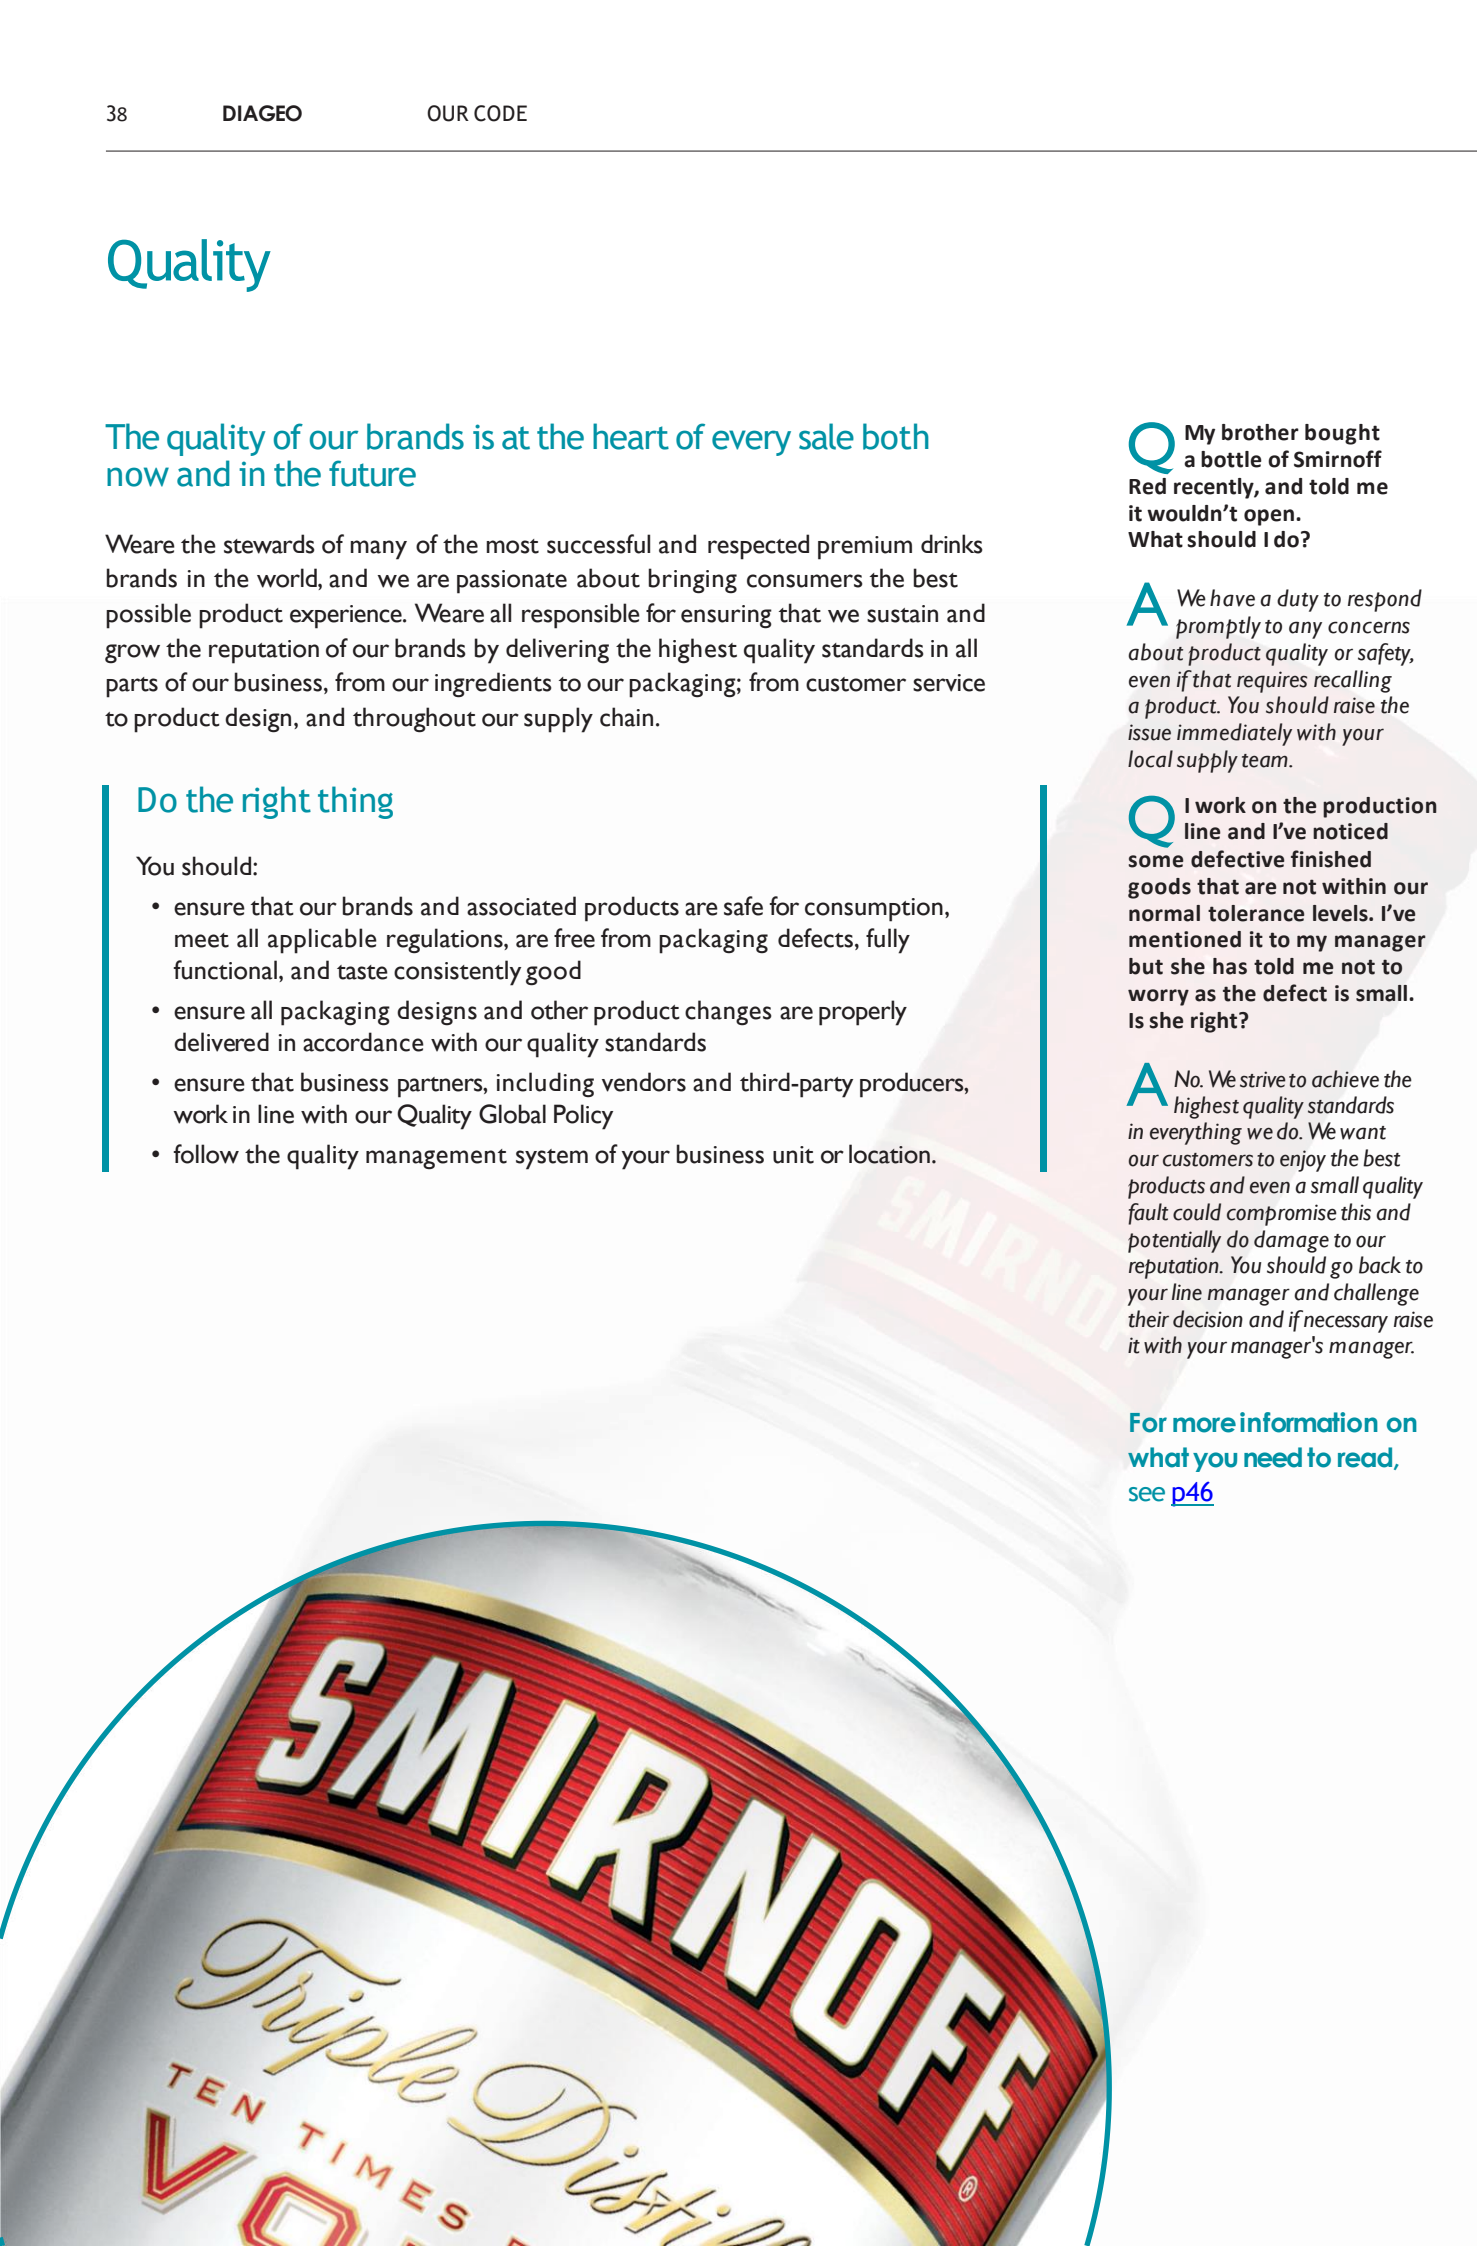 38 DIAGEO OUR CODE
Quality
The quality of our brands is at the heart of every sale both
now and in the future
Weare the stewards of many of the most successful and respected premium drinks
brands in the world, and we are passionate about bringing consumers the best
possible product experience. Weare all responsible for ensuring that we sustain and
grow the reputation of our brands by delivering the highest quality standards in all
parts of our business, from our ingredients to our packaging; from customer service
to product design, and throughout our supply chain.
Do the right thing
You should:
• ensure that our brands and associated products are safe for consumption,
meet all applicable regulations, are free from packaging defects, fully
functional, and taste consistently good
• ensure all packaging designs and other product changes are properly
delivered in accordance with our quality standards
• ensure that business partners, including vendors and third-party producers,
work in line with our Quality Global Policy
• follow the quality management system of your business unit or location.
Q My brother bought
a bottle of Smirnoff
Red recently, and told me
it wouldn’t open.
What should I do?
A We have a duty to respond
promptly to any concerns
about product quality or safety,
even if that requires recalling
a product. You should raise the
issue immediately with your
local supply team.
Q I work on the production
line and I’ve noticed
some defective finished
goods that are not within our
normal tolerance levels. I’ve
mentioned it to my manager
but she has told me not to
worry as the defect is small.
Is she right?
A No. We strive to achieve the
highest quality standards
in everything we do. We want
our customers to enjoy the best
products and even a small quality
fault could compromise this and
potentially do damage to our
reputation. You should go back to
your line manager and challenge
their decision and if necessary raise
it with your manager's manager.
For more information on
what you need to read,
see p46
SMIRNOFF
SMIRNOFF
®
Triple Distill
TEN TIMES
VO